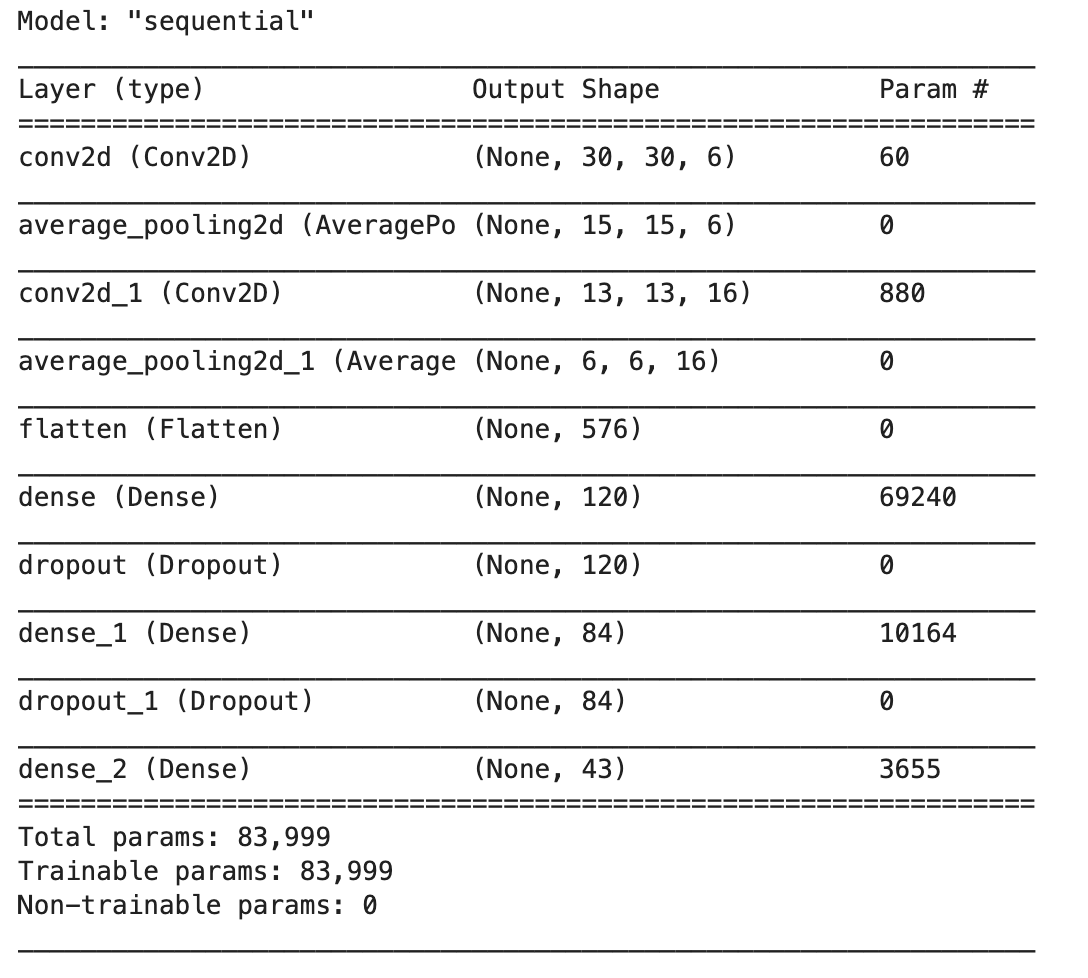 Model: "sequential"
Layer (type) Output Shape Param #
conv2d (Conv2D) (None, 30, 30, 6) 60
average_pooling2d (AveragePo (None, 15, 15, 6) 0
conv2d_1 (Conv2D) (None, 13, 13, 16) 880
average_pooling2d_1 (Average (None, 6, 6, 16) 0
flatten (Flatten) (None, 576) 0
dense (Dense) (None, 120) 69240
dropout (Dropout) (None, 120) 0
dense_1 (Dense) (None, 84) 10164
dropout_1 (Dropout) (None, 84) 0
dense_2 (Dense) (None, 43) 3655
Total params: 83,999
Trainable params: 83,999
Non-trainable params: 0